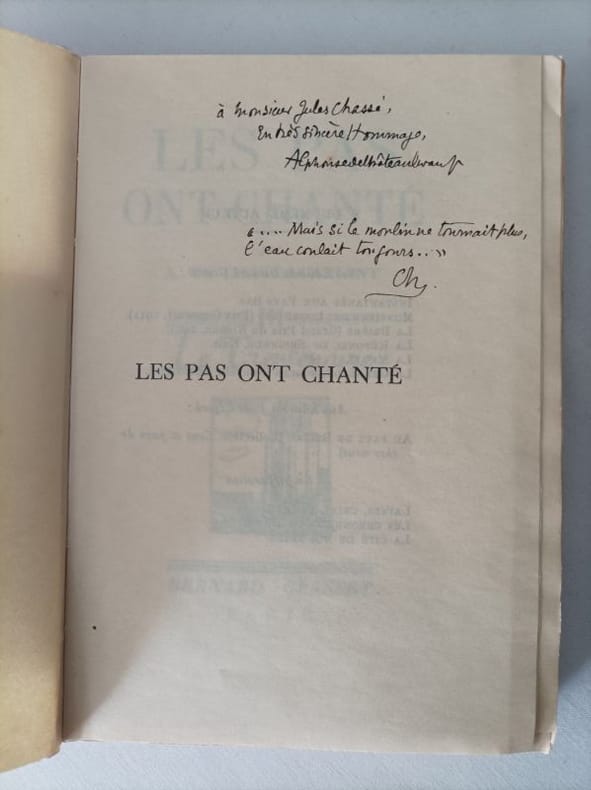 à Monsieur Jules Chassé,
En très sincère Hommage,
Alphonse de Châteaubriant
«.... Mais si le moulin ne tournait plus,
l'eau coulait toujours..»
Ch.
LES PAS ONT CHANTÉ